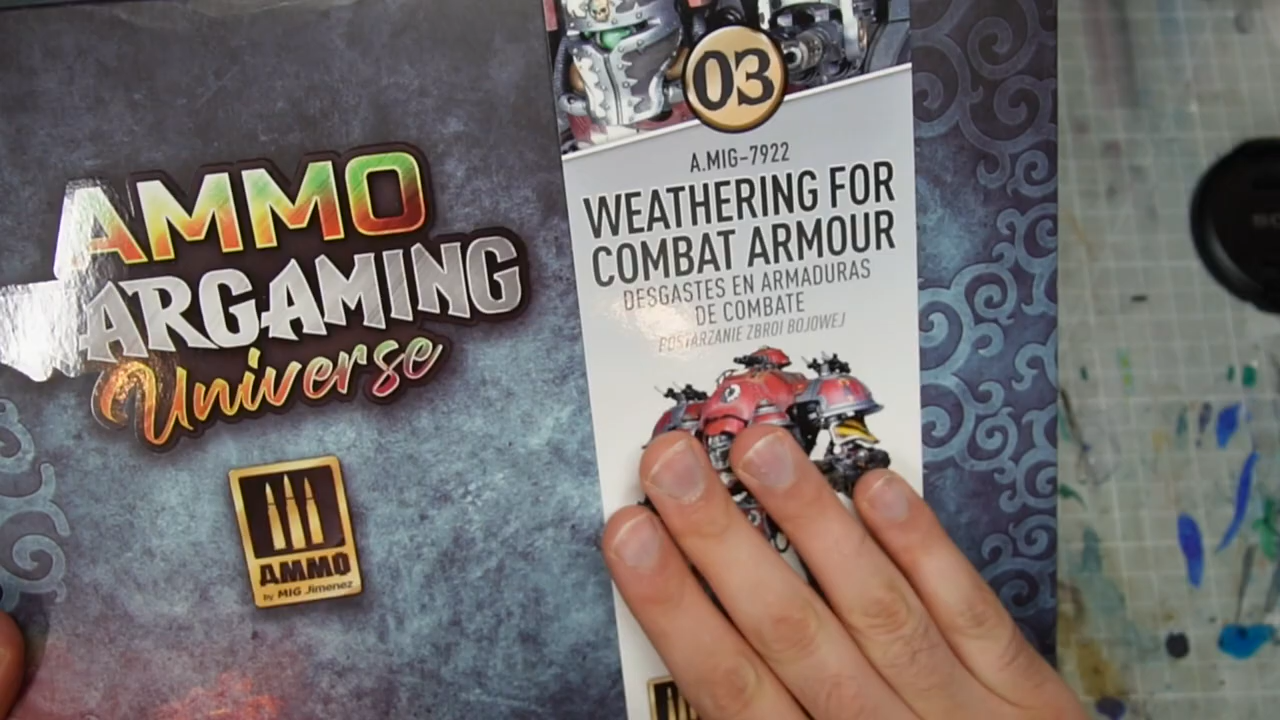 AMMO
WARGAMING
Universe
AMMO
by MIG Jimenez
03
A.MIG-7922
WEATHERING FOR
COMBAT ARMOUR
DESGASTES EN ARMADURAS
DE COMBATE
POSTARZANIE ZBROI BOJOWEJ